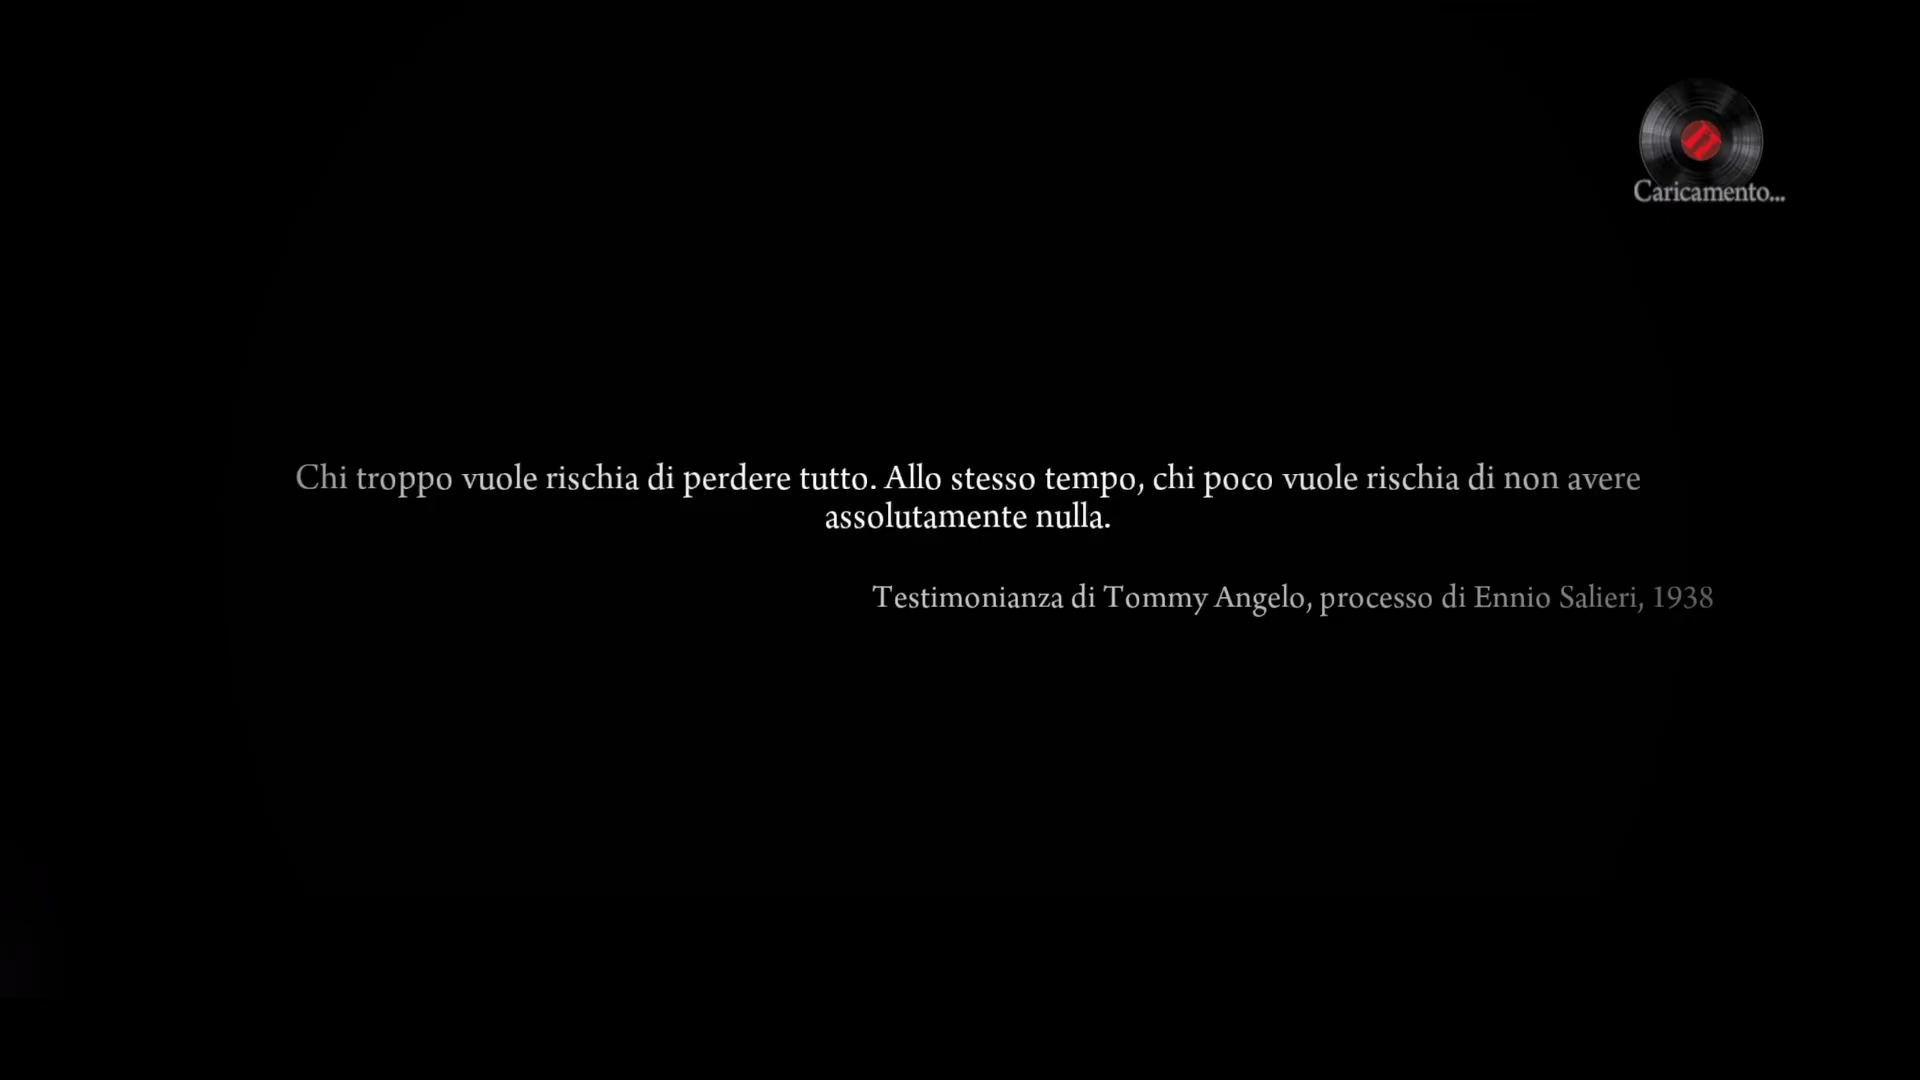 Caricamento...
Chi troppo vuole rischia di perdere tutto. Allo stesso tempo, chi poco vuole rischia di non avere
assolutamente nulla.
Testimonianza di Tommy Angelo, processo di Ennio Salieri, 1938